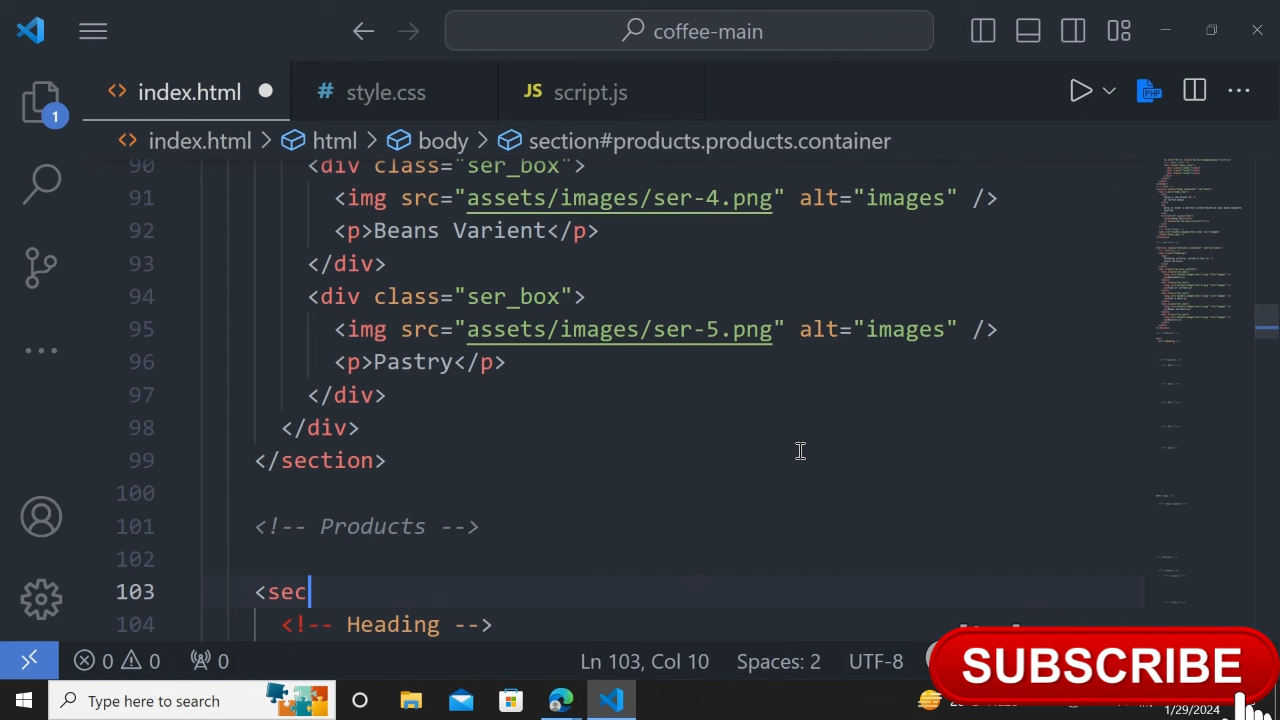 coffee-main
index.html
# style.css
JS script.js
PHP
1
index.html > html > body > section#products.products.container
90 <div class="ser_box">
91 <img src="assets/images/ser-4.png" alt="images" />
92 <p>Beans Varient</p>
93 </div>
94 <div class="ser_box">
95 <img src="assets/images/ser-5.png" alt="images" />
96 <p>Pastry</p>
97 </div>
98 </div>
99 </section>
100
101 <!-- Products -->
102
103 <sec
104 <!-- Heading -->
0 0 0
Ln 103, Col 10 Spaces: 2 UTF-8
SUBSCRIBE
Type here to search
1/29/2024